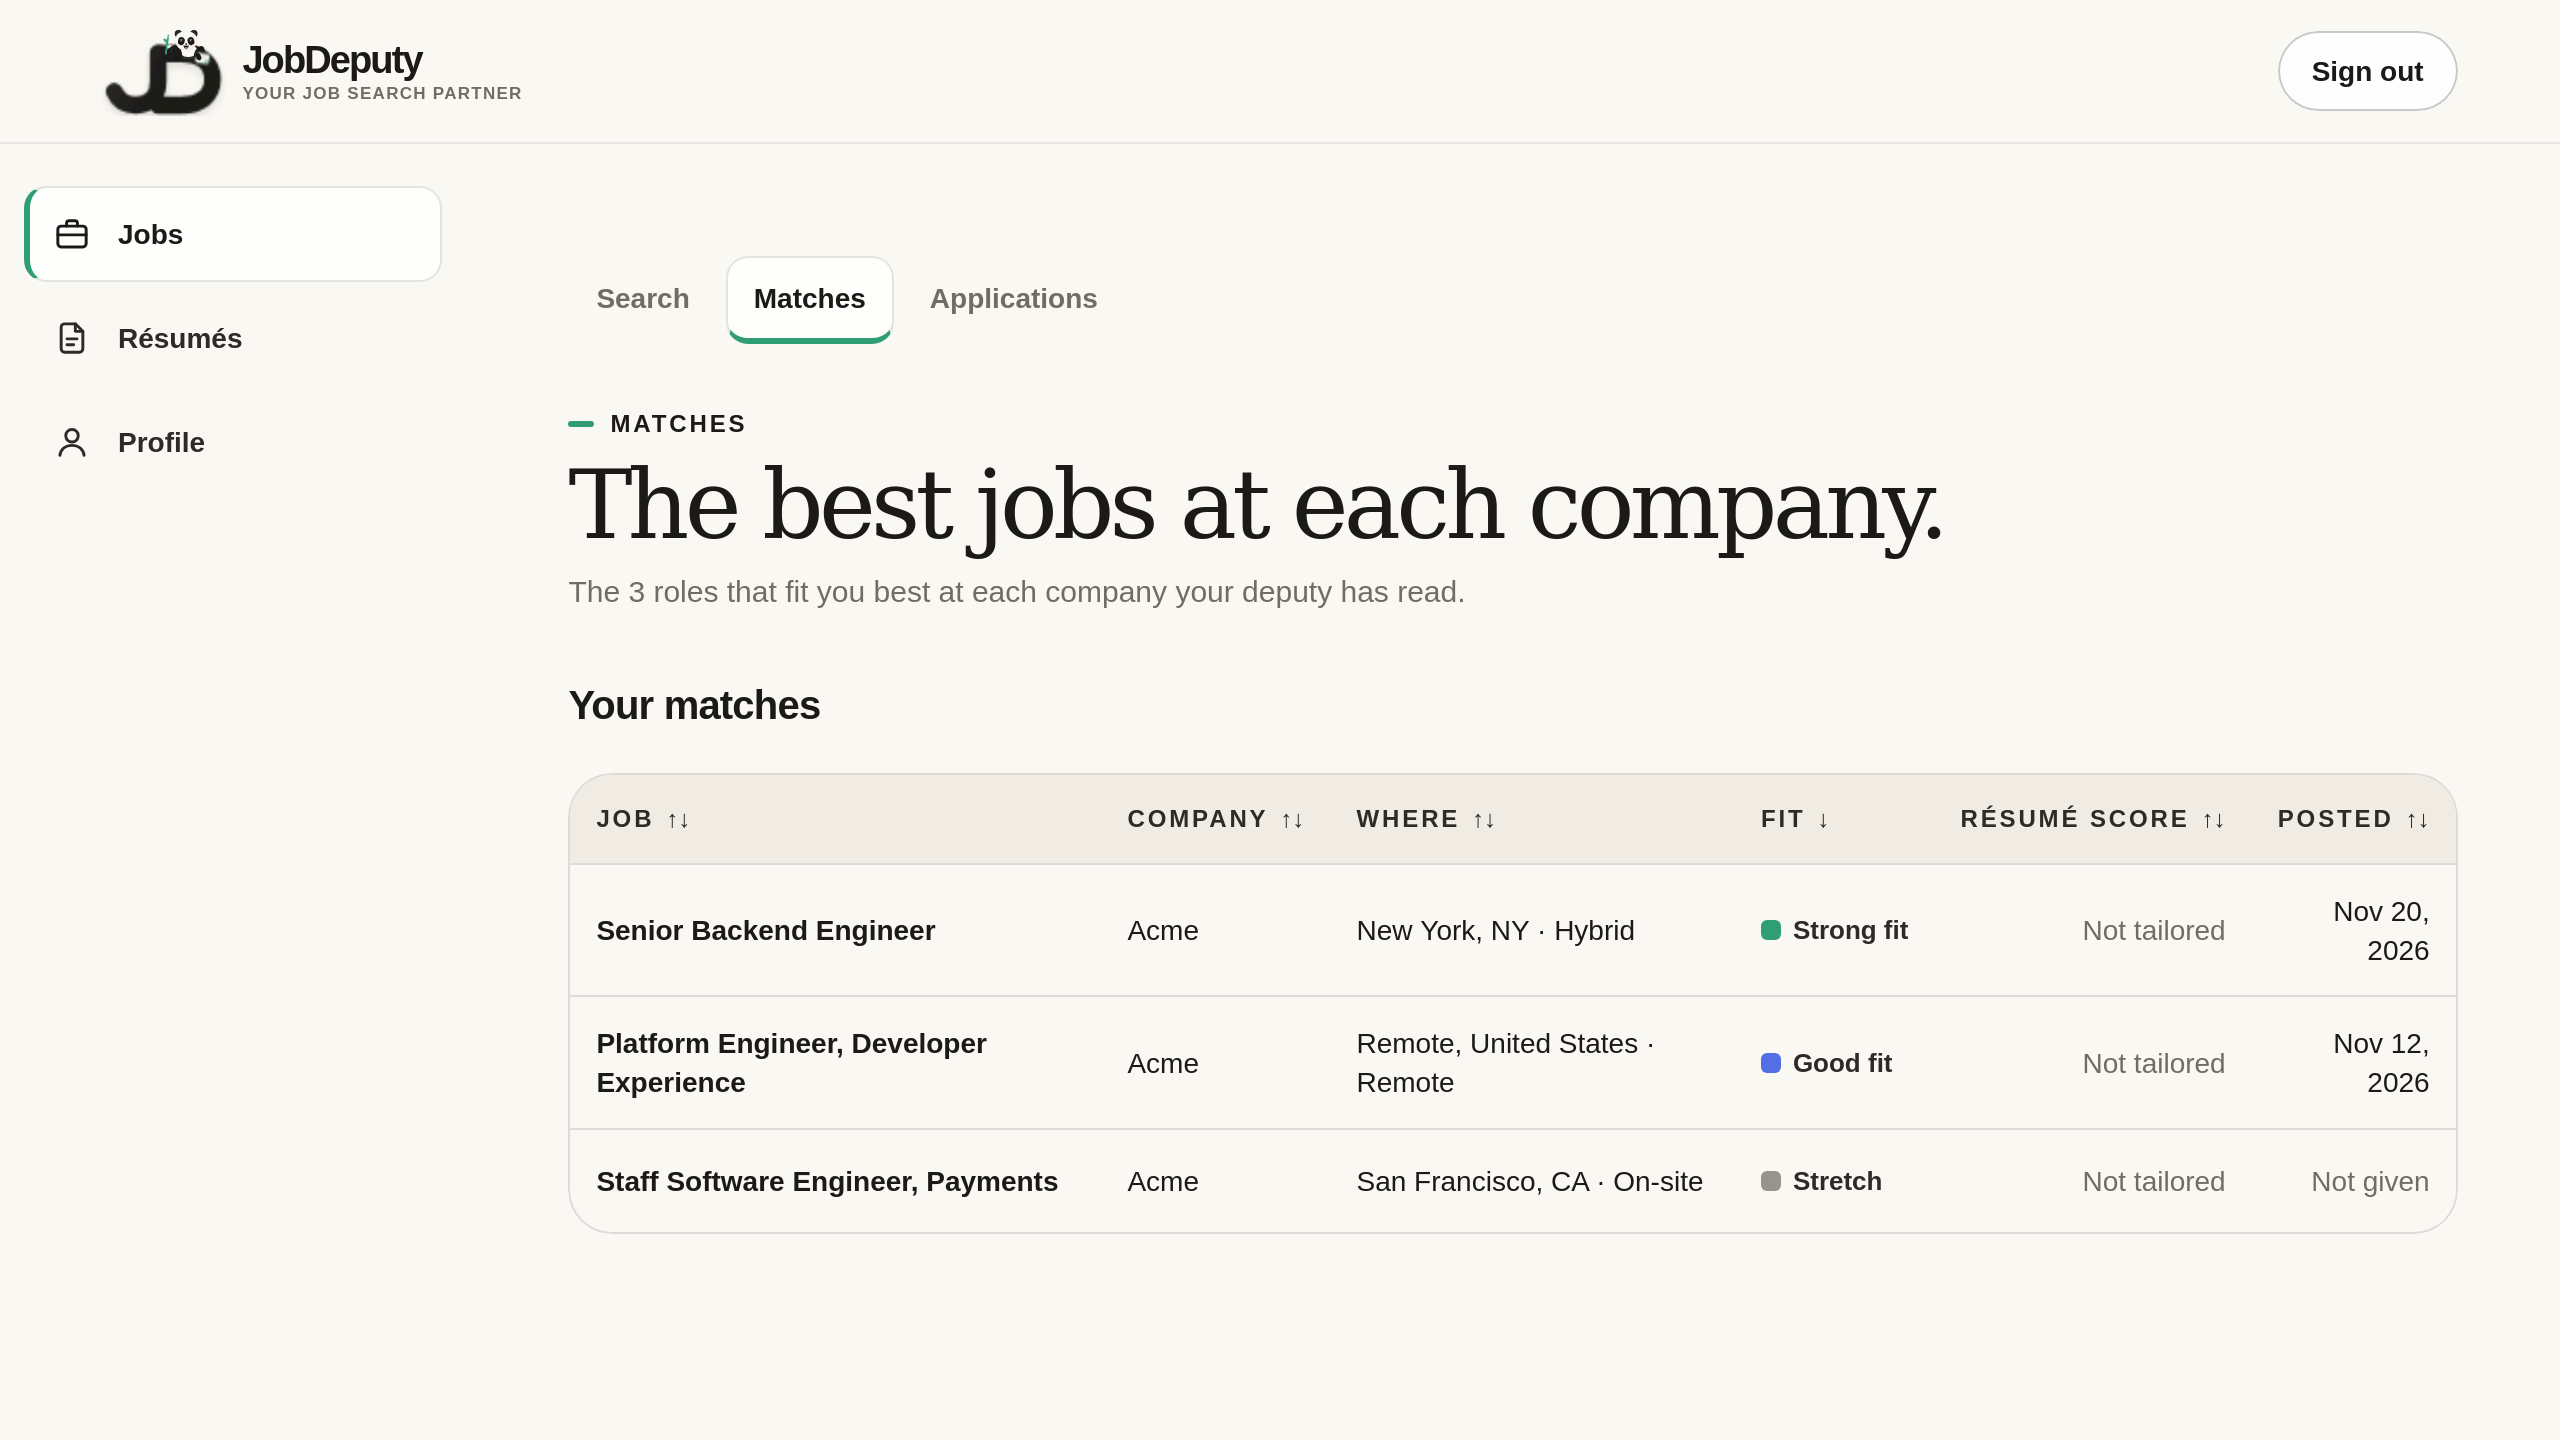 JobDeputy
YOUR JOB SEARCH PARTNER
Sign out
Jobs
Résumés
Profile
Search
Matches
Applications
MATCHES
The best jobs at each company.
The 3 roles that fit you best at each company your deputy has read.
Your matches
JOB ↑↓ COMPANY ↑↓ WHERE ↑↓ FIT ↓ RÉSUMÉ SCORE ↑↓ POSTED ↑↓
Senior Backend Engineer Acme New York, NY · Hybrid Strong fit Not tailored Nov 20,
2026
Platform Engineer, Developer Acme Remote, United States · Good fit Not tailored Nov 12,
Experience Remote 2026
Staff Software Engineer, Payments Acme San Francisco, CA · On-site Stretch Not tailored Not given